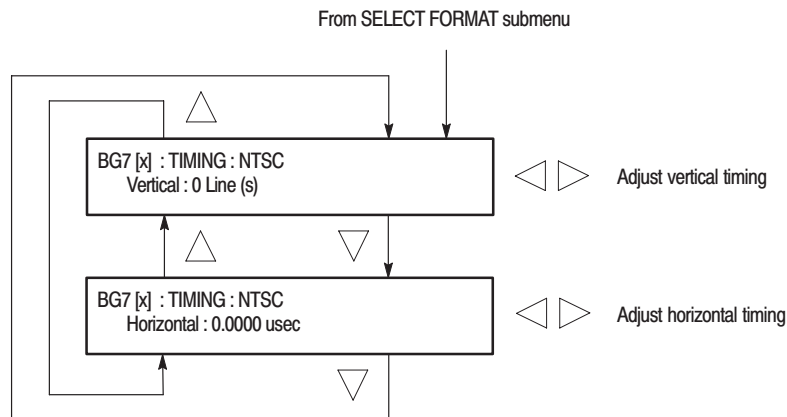 From SELECT FORMAT submenu
BG7 [x] : TIMING : NTSC
Vertical : 0 Line (s)
Adjust vertical timing
BG7 [x] : TIMING : NTSC
Horizontal : 0.0000 usec
Adjust horizontal timing